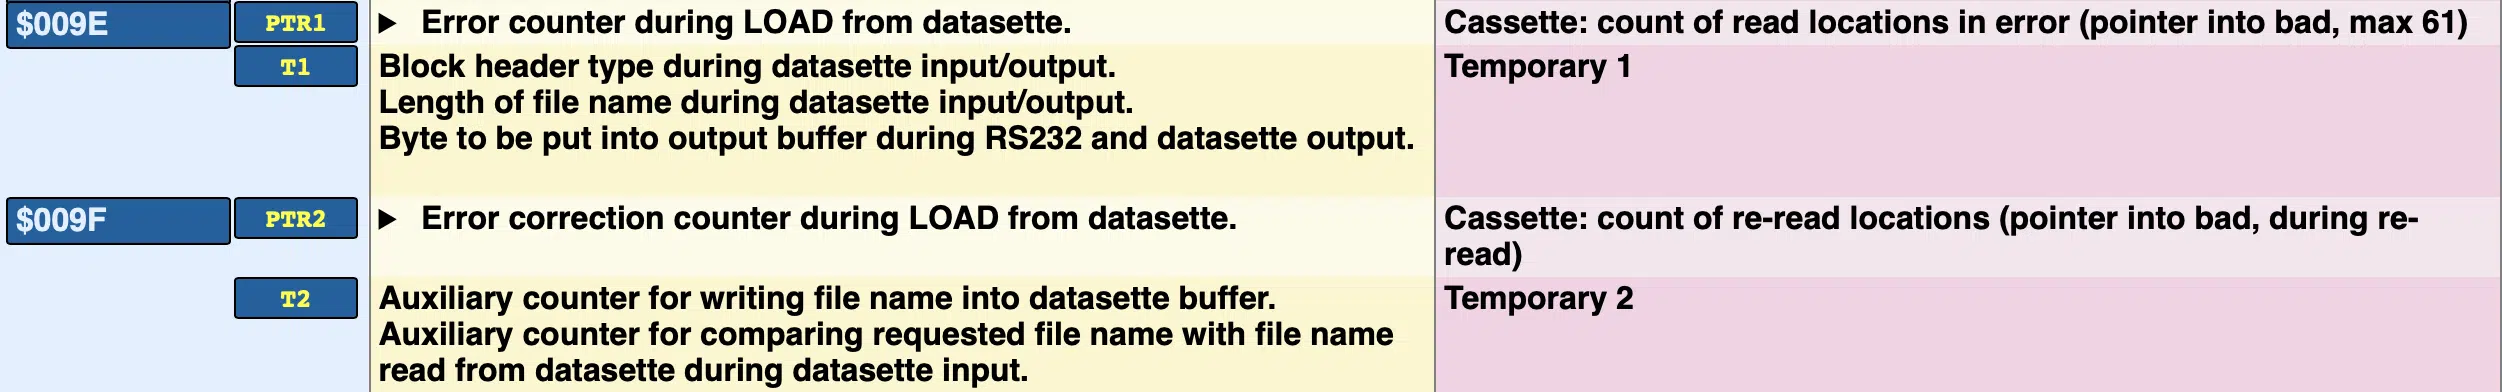 $009E PTR1 ▶ Error counter during LOAD from datasette. Cassette: count of read locations in error (pointer into bad, max 61)
T1 Block header type during datasette input/output. Temporary 1
Length of file name during datasette input/output.
Byte to be put into output buffer during RS232 and datasette output.
$009F PTR2 ▶ Error correction counter during LOAD from datasette. Cassette: count of re-read locations (pointer into bad, during re-
read)
T2 Auxiliary counter for writing file name into datasette buffer. Temporary 2
Auxiliary counter for comparing requested file name with file name
read from datasette during datasette input.